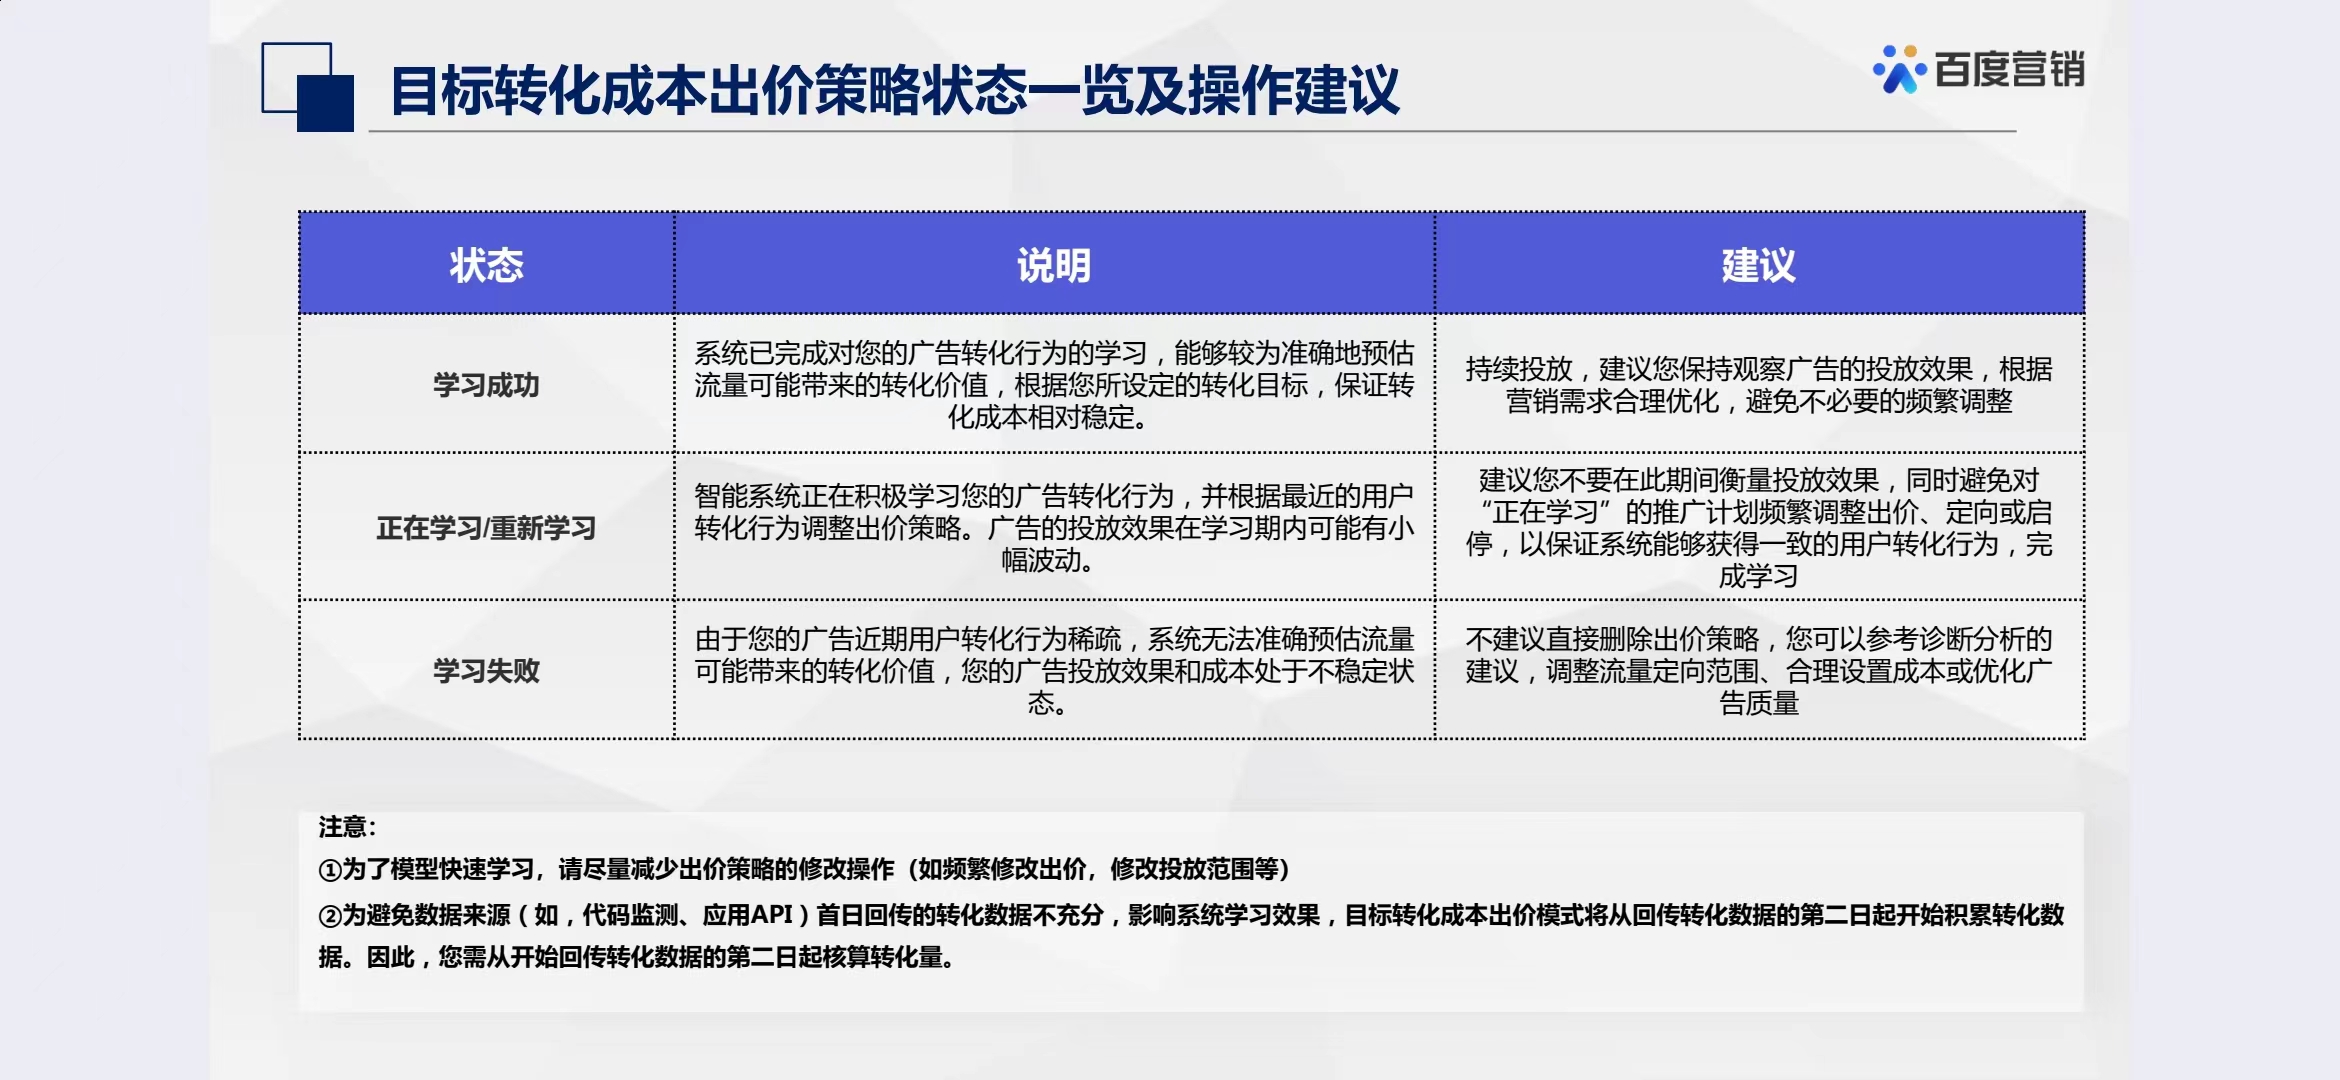 目标转化成本出价策略状态一览及操作建议
百度营销
状态
说明
建议
学习成功
系统已完成对您的广告转化行为的学习，能够较为准确地预估
流量可能带来的转化价值，根据您所设定的转化目标，保证转
化成本相对稳定。
持续投放，建议您保持观察广告的投放效果，根据
营销需求合理优化，避免不必要的频繁调整
正在学习/重新学习
智能系统正在积极学习您的广告转化行为，并根据最近的用户
转化行为调整出价策略。广告的投放效果在学习期内可能有小
幅波动。
建议您不要在此期间衡量投放效果，同时避免对
“正在学习”的推广计划频繁调整出价、定向或启
停，以保证系统能够获得一致的用户转化行为，完
成学习
学习失败
由于您的广告近期用户转化行为稀疏，系统无法准确预估流量
可能带来的转化价值，您的广告投放效果和成本处于不稳定状
态。
不建议直接删除出价策略，您可以参考诊断分析的
建议，调整流量定向范围、合理设置成本或优化广
告质量
注意：
①为了模型快速学习，请尽量减少出价策略的修改操作（如频繁修改出价，修改投放范围等）
②为避免数据来源（如，代码监测、应用API）首日回传的转化数据不充分，影响系统学习效果，目标转化成本出价模式将从回传转化数据的第二日起开始积累转化数
据。因此，您需从开始回传转化数据的第二日起核算转化量。